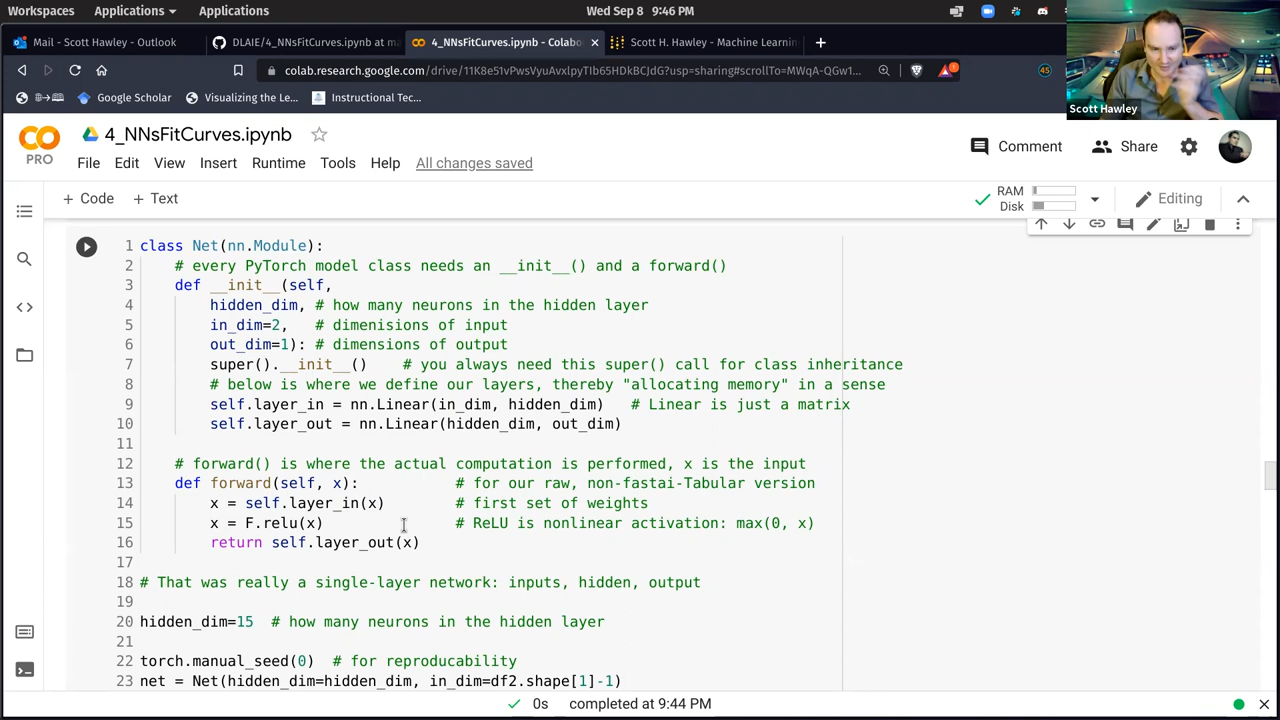 Workspaces Applications Applications Wed Sep 8 9:46 PM
Mail - Scott Hawley - Outlook DLAIE/4_NNsFitCurves.ipynb at ma 4_NNsFitCurves.ipynb - Colabo Scott H. Hawley - Machine Learnin
colab.research.google.com/drive/11K8e51vPwsVyuAvxlpyTIb65HDkBCJdG?usp=sharing#scrollTo=MWqA-QGw1... 45
Google Scholar Visualizing the Le... Instructional Tec...
Scott Hawley
4_NNsFitCurves.ipynb
CO PRO
Comment Share
File Edit View Insert Runtime Tools Help All changes saved
+ Code + Text
RAM
Disk
Editing
1 class Net(nn.Module):
2 # every PyTorch model class needs an __init__() and a forward()
3 def __init__(self,
4 hidden_dim, # how many neurons in the hidden layer
5 in_dim=2, # dimenisions of input
6 out_dim=1): # dimensions of output
7 super().__init__() # you always need this super() call for class inheritance
8 # below is where we define our layers, thereby "allocating memory" in a sense
9 self.layer_in = nn.Linear(in_dim, hidden_dim) # Linear is just a matrix
10 self.layer_out = nn.Linear(hidden_dim, out_dim)
11
12 # forward() is where the actual computation is performed, x is the input
13 def forward(self, x): # for our raw, non-fastai-Tabular version
14 x = self.layer_in(x) # first set of weights
15 x = F.relu(x) # ReLU is nonlinear activation: max(0, x)
16 return self.layer_out(x)
17
18 # That was really a single-layer network: inputs, hidden, output
19
20 hidden_dim=15 # how many neurons in the hidden layer
21
22 torch.manual_seed(0) # for reproducability
23 net = Net(hidden_dim=hidden_dim, in_dim=df2.shape[1]-1)
0s completed at 9:44 PM